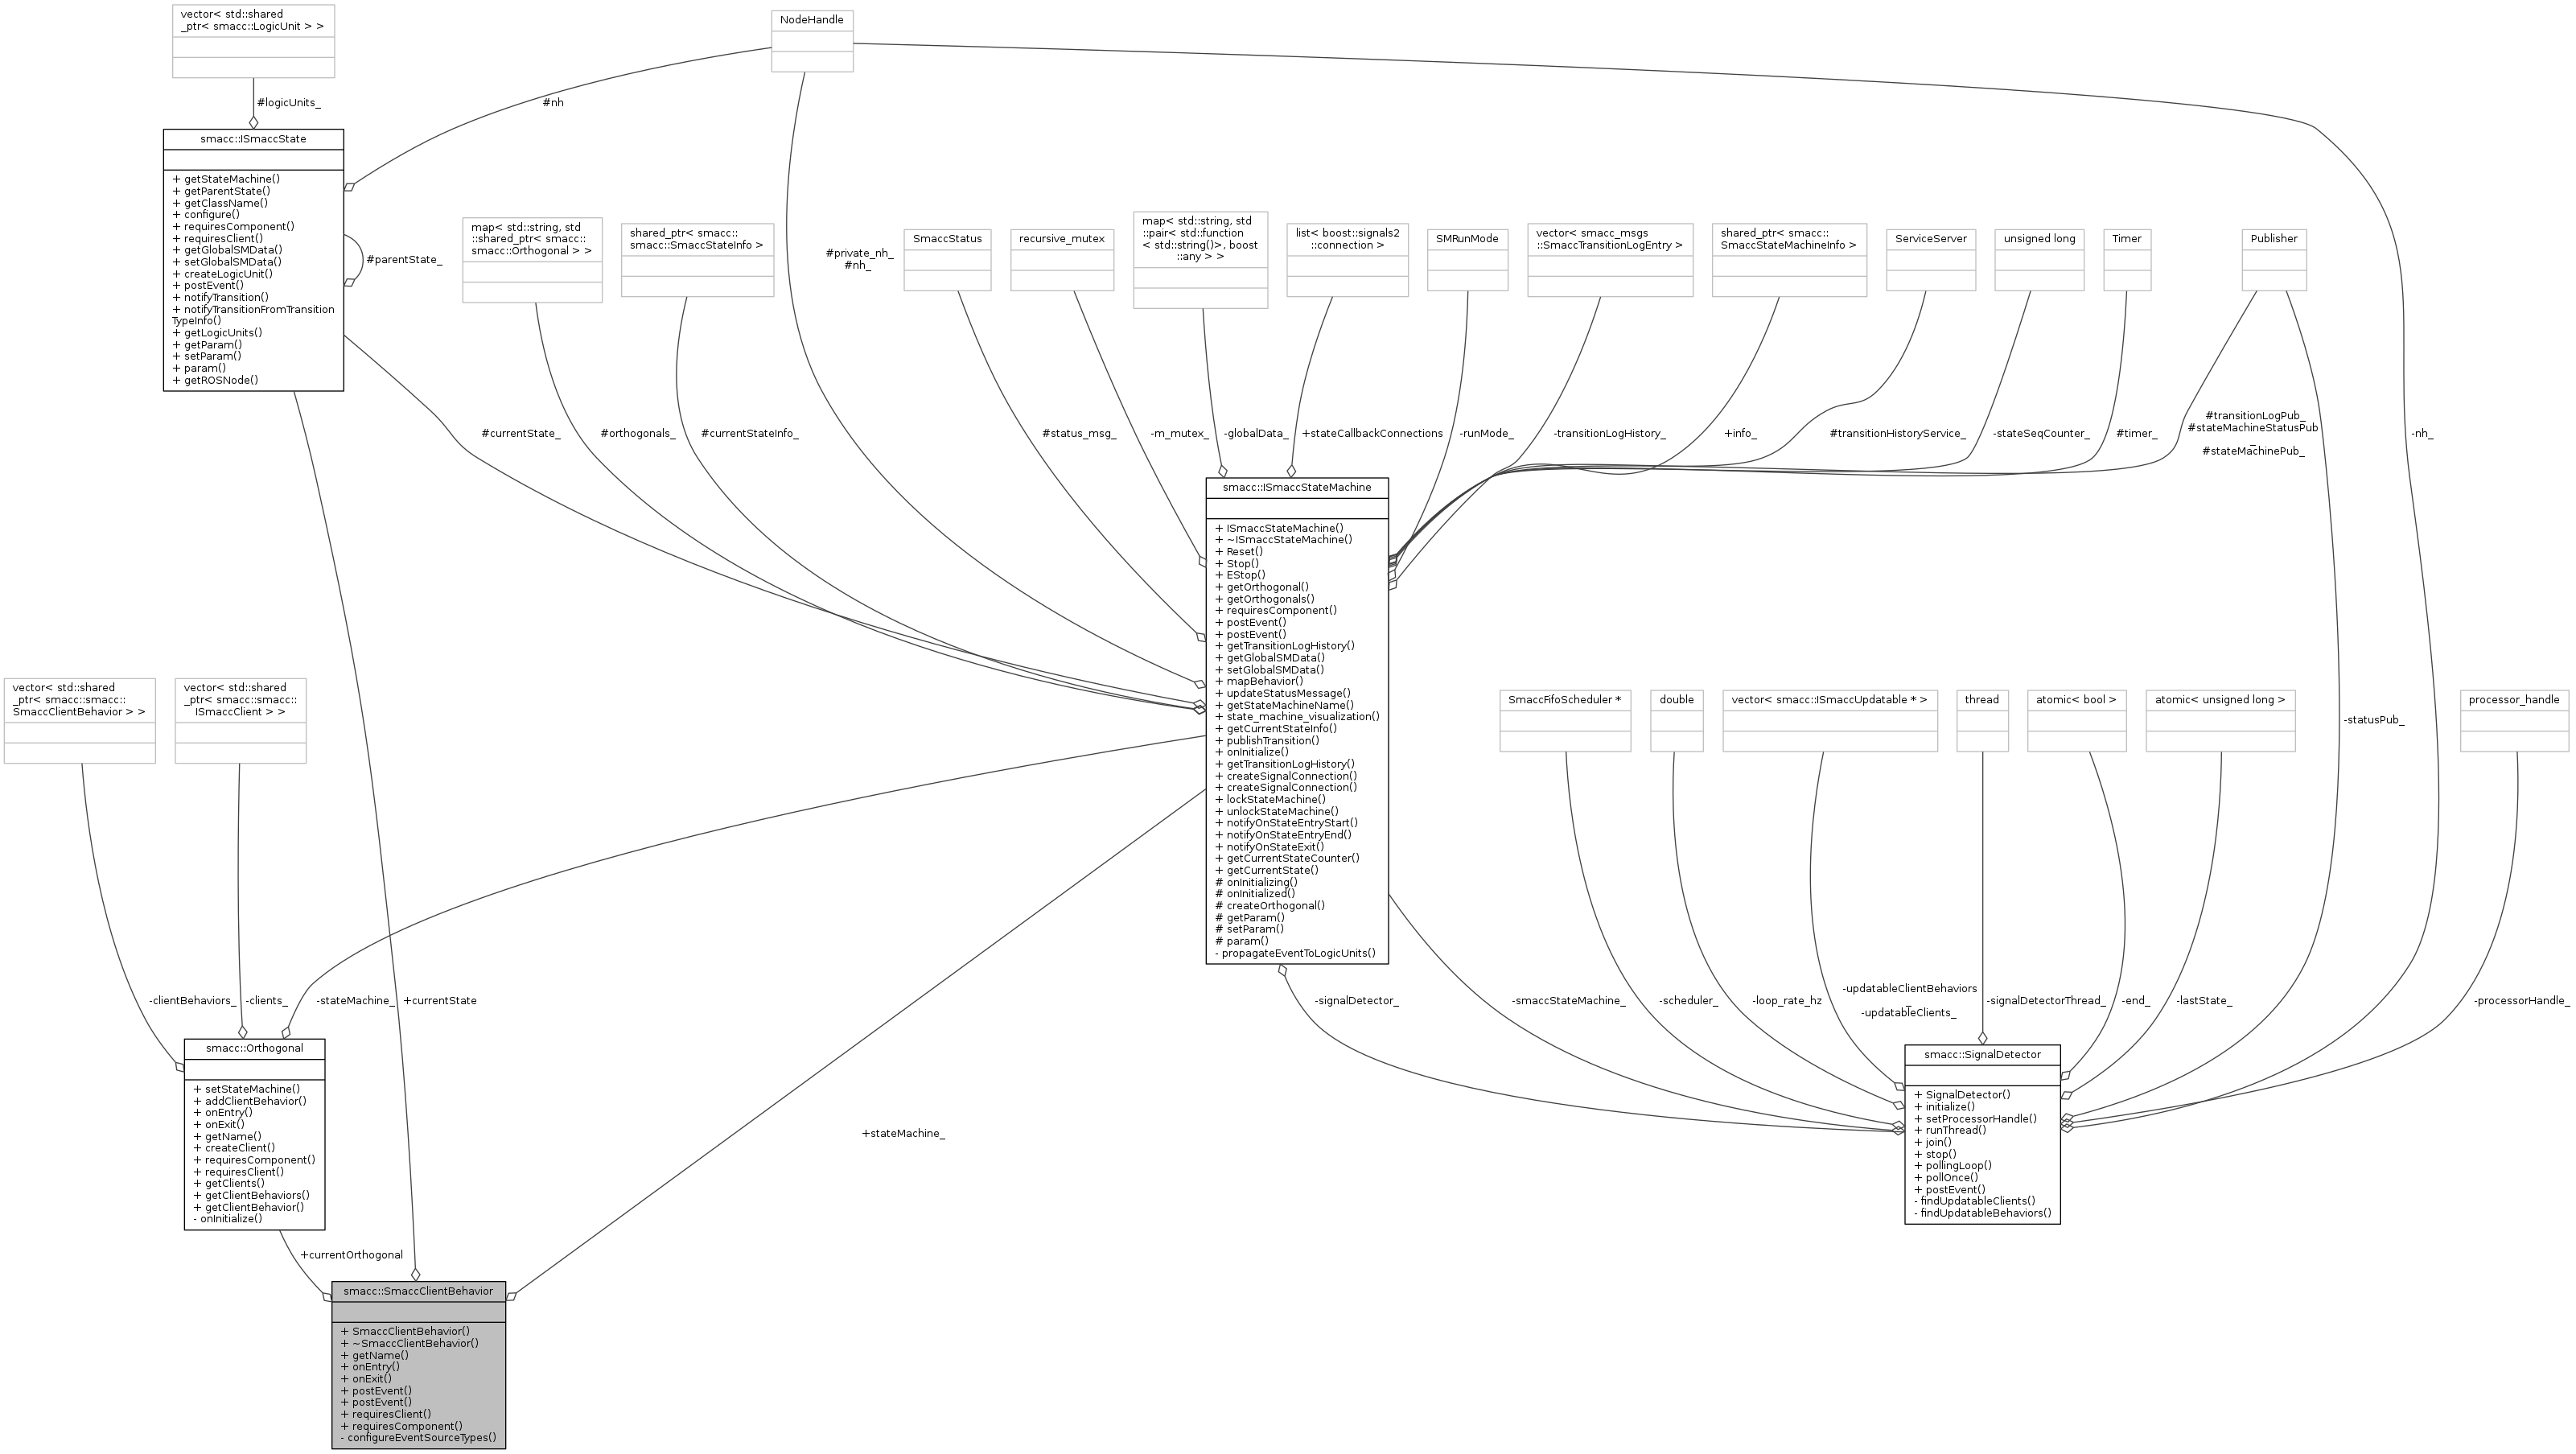 vector< std::shared
_ptr< smacc::LogicUnit > >
NodeHandle
#logicUnits_
#nh
smacc::ISmaccState
+ getStateMachine()
+ getParentState()
+ getClassName()
+ configure()
+ requiresComponent()
+ requiresClient()
+ getGlobalSMData()
+ setGlobalSMData()
+ createLogicUnit()
+ postEvent()
+ notifyTransition()
+ notifyTransitionFromTransition
TypeInfo()
+ getLogicUnits()
+ getParam()
+ setParam()
+ param()
+ getROSNode()
#parentState_
map< std::string, std
::shared_ptr< smacc::
smacc::Orthogonal > >
shared_ptr< smacc::
smacc::SmaccStateInfo >
#private_nh_
#nh_
SmaccStatus
recursive_mutex
map< std::string, std
::pair< std::function
< std::string()>, boost
::any > >
list< boost::signals2
::connection >
SMRunMode
vector< smacc_msgs
::SmaccTransitionLogEntry >
shared_ptr< smacc::
SmaccStateMachineInfo >
ServiceServer
unsigned long
Timer
Publisher
#currentState_
#orthogonals_
#currentStateInfo_
#status_msg_
-m_mutex_
-globalData_
+stateCallbackConnections
-runMode_
-transitionLogHistory_
+info_
#transitionHistoryService_
-stateSeqCounter_
#timer_
#transitionLogPub_
#stateMachineStatusPub
_
#stateMachinePub_
-nh_
smacc::ISmaccStateMachine
+ ISmaccStateMachine()
+ ~ISmaccStateMachine()
+ Reset()
+ Stop()
+ EStop()
+ getOrthogonal()
+ getOrthogonals()
+ requiresComponent()
+ postEvent()
+ postEvent()
+ getTransitionLogHistory()
+ getGlobalSMData()
+ setGlobalSMData()
+ mapBehavior()
+ updateStatusMessage()
+ getStateMachineName()
+ state_machine_visualization()
+ getCurrentStateInfo()
+ publishTransition()
+ onInitialize()
+ getTransitionLogHistory()
+ createSignalConnection()
+ createSignalConnection()
+ lockStateMachine()
+ unlockStateMachine()
+ notifyOnStateEntryStart()
+ notifyOnStateEntryEnd()
+ notifyOnStateExit()
+ getCurrentStateCounter()
+ getCurrentState()
# onInitializing()
# onInitialized()
# createOrthogonal()
# getParam()
# setParam()
# param()
- propagateEventToLogicUnits()
vector< std::shared
_ptr< smacc::smacc::
SmaccClientBehavior > >
vector< std::shared
_ptr< smacc::smacc::
ISmaccClient > >
SmaccFifoScheduler *
double
vector< smacc::ISmaccUpdatable * >
thread
atomic< bool >
atomic< unsigned long >
-statusPub_
processor_handle
-clientBehaviors_
-clients_
-stateMachine_
+currentState
-signalDetector_
-smaccStateMachine_
-scheduler_
-loop_rate_hz
-updatableClientBehaviors
_
-updatableClients_
-signalDetectorThread_
-end_
-lastState_
-processorHandle_
smacc::Orthogonal
+ setStateMachine()
+ addClientBehavior()
+ onEntry()
+ onExit()
+ getName()
+ createClient()
+ requiresComponent()
+ requiresClient()
+ getClients()
+ getClientBehaviors()
+ getClientBehavior()
- onInitialize()
+stateMachine_
smacc::SignalDetector
+ SignalDetector()
+ initialize()
+ setProcessorHandle()
+ runThread()
+ join()
+ stop()
+ pollingLoop()
+ pollOnce()
+ postEvent()
- findUpdatableClients()
- findUpdatableBehaviors()
+currentOrthogonal
smacc::SmaccClientBehavior
+ SmaccClientBehavior()
+ ~SmaccClientBehavior()
+ getName()
+ onEntry()
+ onExit()
+ postEvent()
+ postEvent()
+ requiresClient()
+ requiresComponent()
- configureEventSourceTypes()